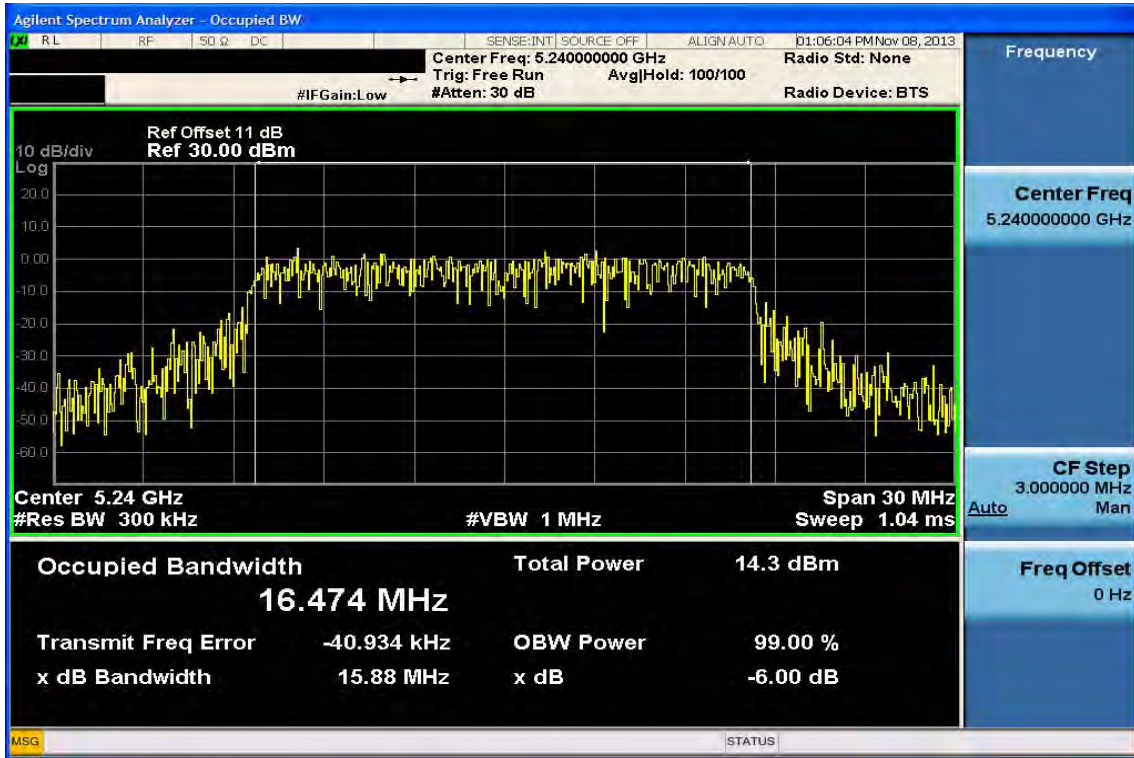 Agilent Spectrum Analyzer - Occupied BW
LXI RL RF 50 Ω DC SENSE:INT SOURCE OFF ALIGN AUTO 01:06:04 PM Nov 08, 2013
Center Freq: 5.240000000 GHz Radio Std: None
Trig: Free Run Avg|Hold: 100/100
#IFGain:Low #Atten: 30 dB Radio Device: BTS
Ref Offset 11 dB
10 dB/div Ref 30.00 dBm
Log
20.0
10.0
0.00
-10.0
-20.0
-30.0
-40.0
-50.0
-60.0
Center 5.24 GHz Span 30 MHz
#Res BW 300 kHz #VBW 1 MHz Sweep 1.04 ms
Occupied Bandwidth Total Power 14.3 dBm
16.474 MHz
Transmit Freq Error -40.934 kHz OBW Power 99.00 %
x dB Bandwidth 15.88 MHz x dB -6.00 dB
MSG STATUS
Frequency
Center Freq
5.240000000 GHz
CF Step
3.000000 MHz
Auto Man
Freq Offset
0 Hz